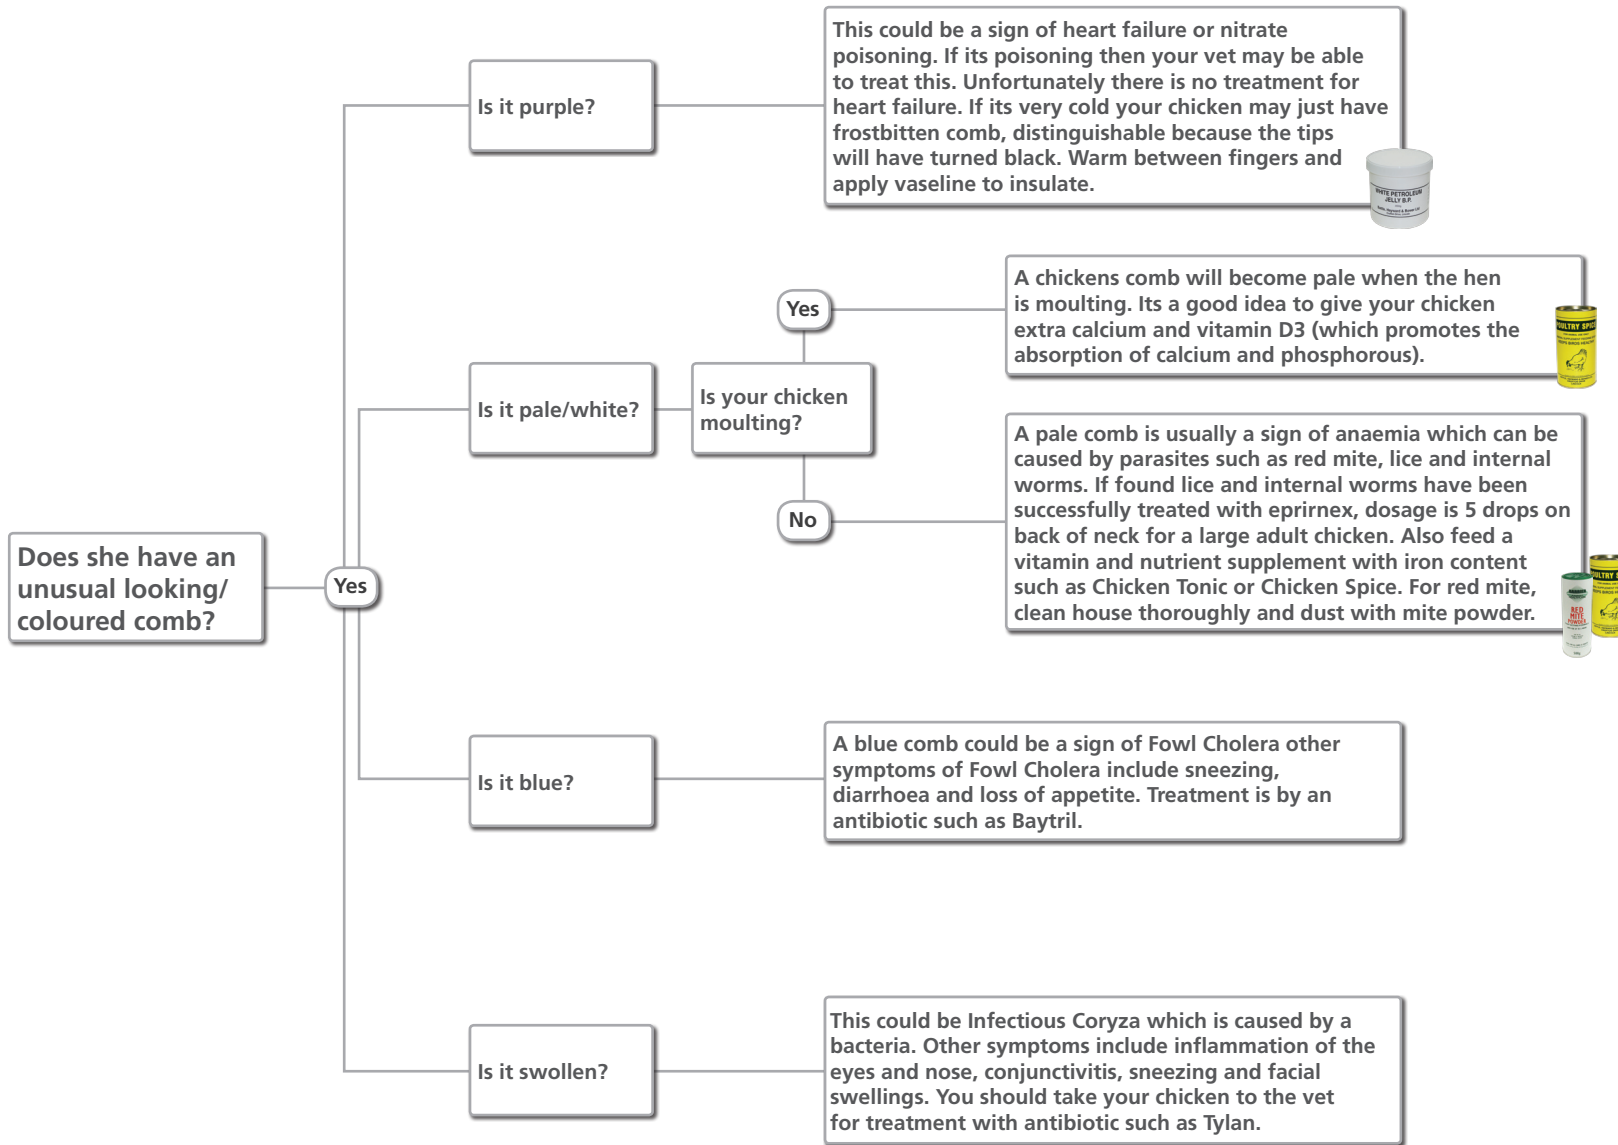 Does she have an
unusual looking/
coloured comb?
Yes
Is it purple?
This could be a sign of heart failure or nitrate
poisoning. If its poisoning then your vet may be able
to treat this. Unfortunately there is no treatment for
heart failure. If its very cold your chicken may just have
frostbitten comb, distinguishable because the tips
will have turned black. Warm between fingers and
apply vaseline to insulate.
WHITE PETROLEUM
JELLY B.P.
Is it pale/white?
Is your chicken
moulting?
Yes
A chickens comb will become pale when the hen
is moulting. Its a good idea to give your chicken
extra calcium and vitamin D3 (which promotes the
absorption of calcium and phosphorous).
POULTRY SPICE
No
A pale comb is usually a sign of anaemia which can be
caused by parasites such as red mite, lice and internal
worms. If found lice and internal worms have been
successfully treated with eprirnex, dosage is 5 drops on
back of neck for a large adult chicken. Also feed a
vitamin and nutrient supplement with iron content
such as Chicken Tonic or Chicken Spice. For red mite,
clean house thoroughly and dust with mite powder.
RED
MITE
POWDER
Is it blue?
A blue comb could be a sign of Fowl Cholera other
symptoms of Fowl Cholera include sneezing,
diarrhoea and loss of appetite. Treatment is by an
antibiotic such as Baytril.
Is it swollen?
This could be Infectious Coryza which is caused by a
bacteria. Other symptoms include inflammation of the
eyes and nose, conjunctivitis, sneezing and facial
swellings. You should take your chicken to the vet
for treatment with antibiotic such as Tylan.